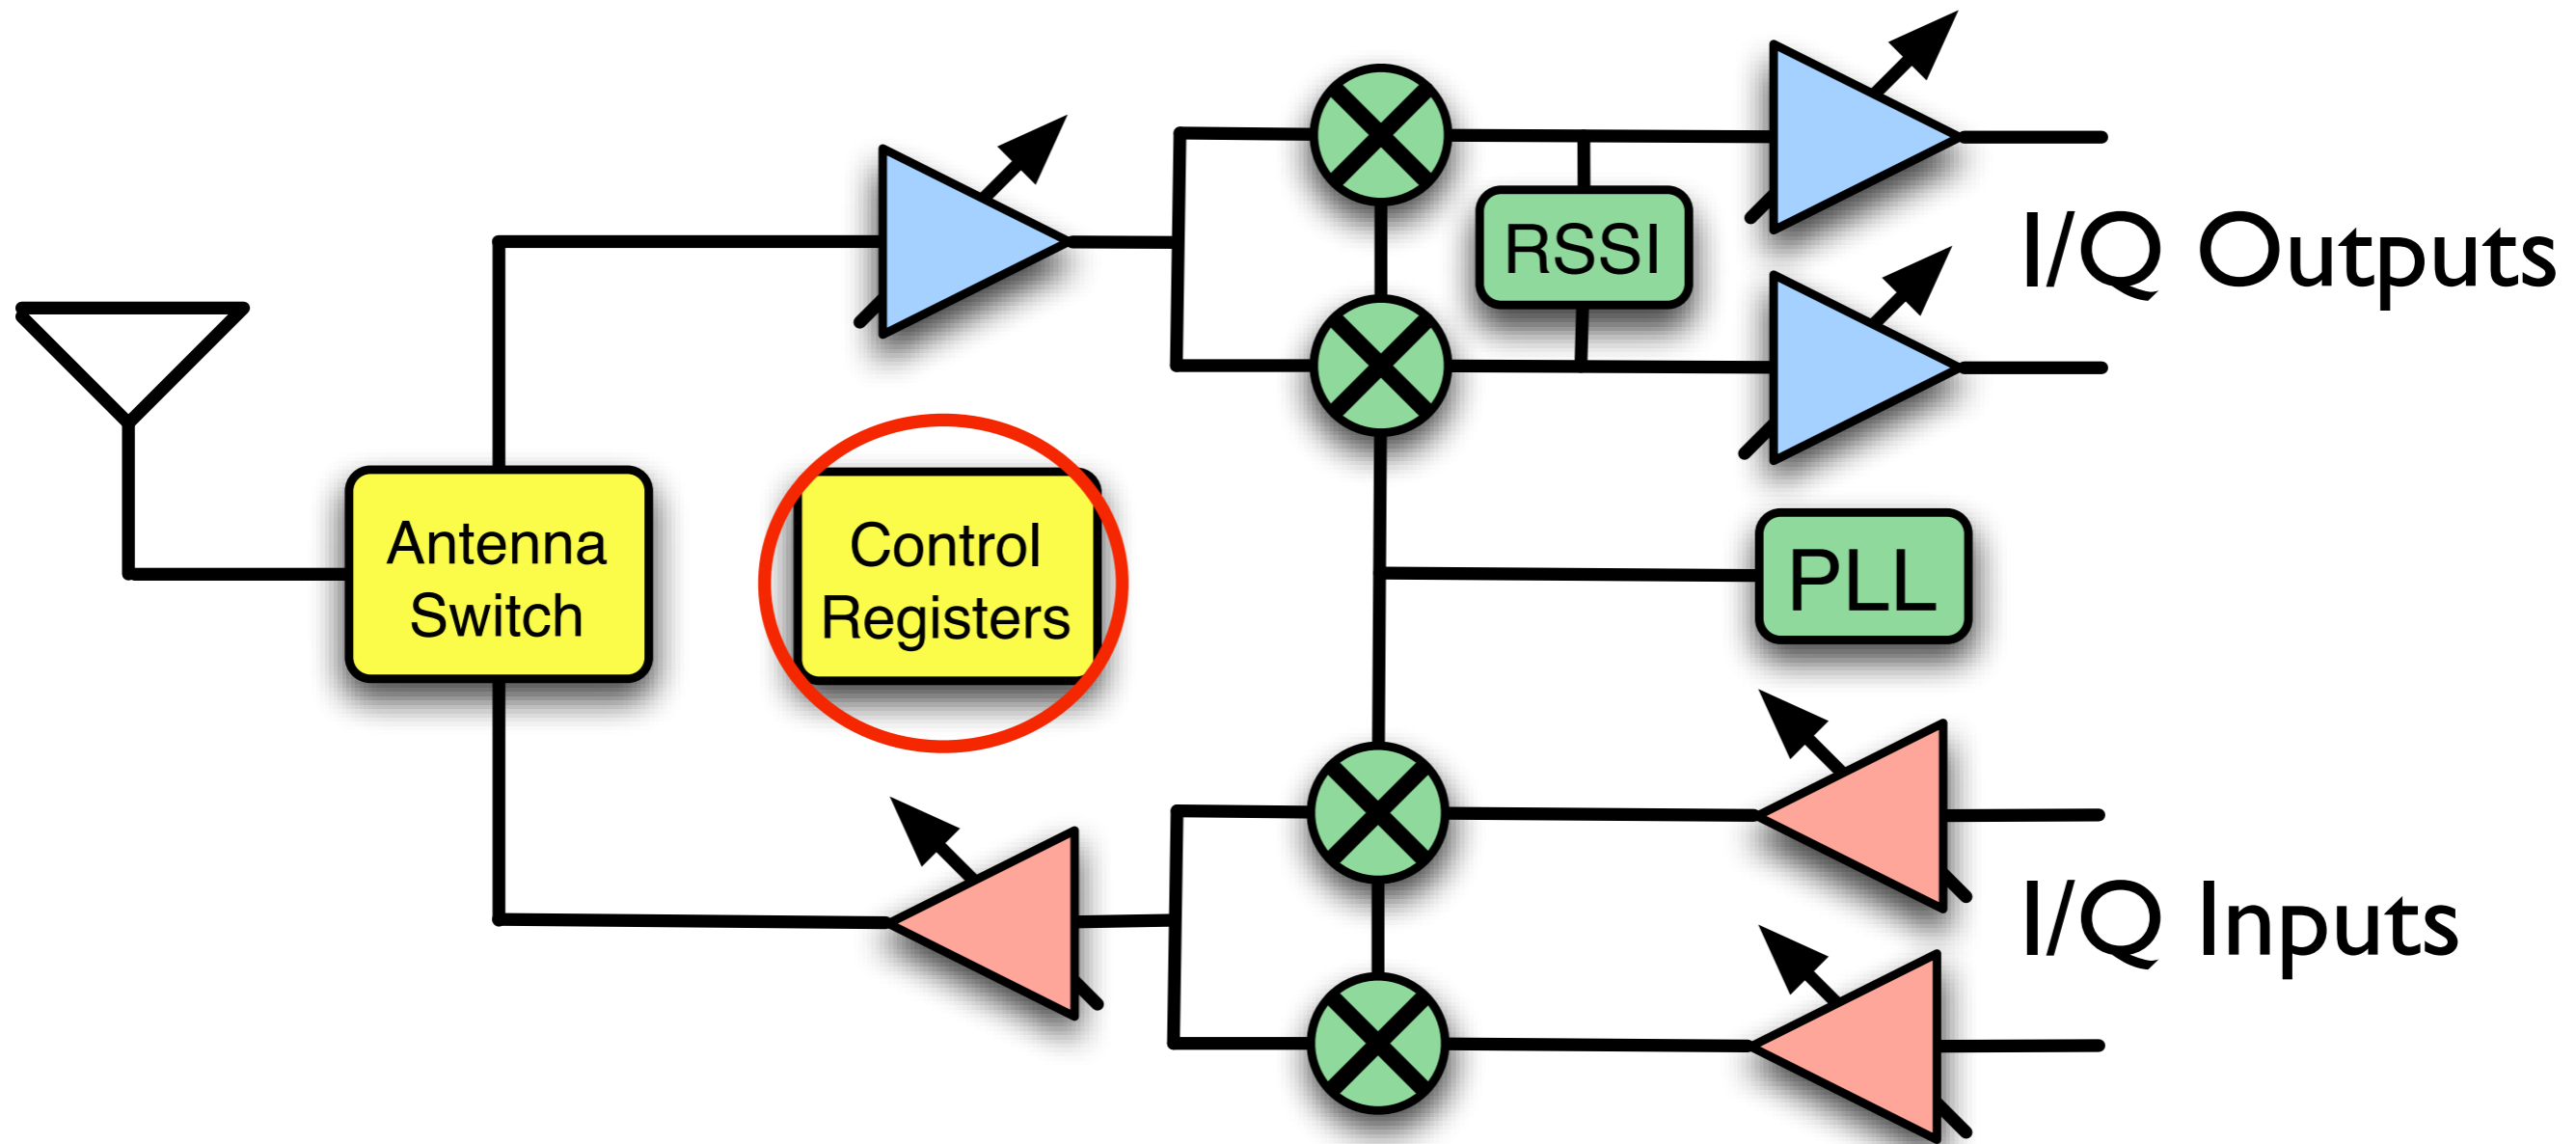 RSSI
I/Q Outputs
Antenna
Switch
Control
Registers
PLL
I/Q Inputs